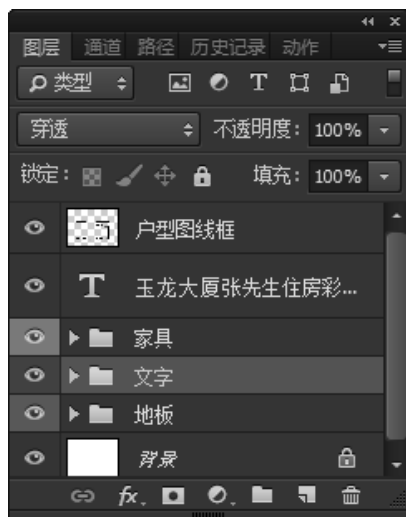 图层 通道 路径 历史记录 动作
类型 T
穿透 不透明度: 100%
锁定: 填充: 100%
户型图线框
T 玉龙大厦张先生住房彩...
家具
文字
地板
背景
fx.